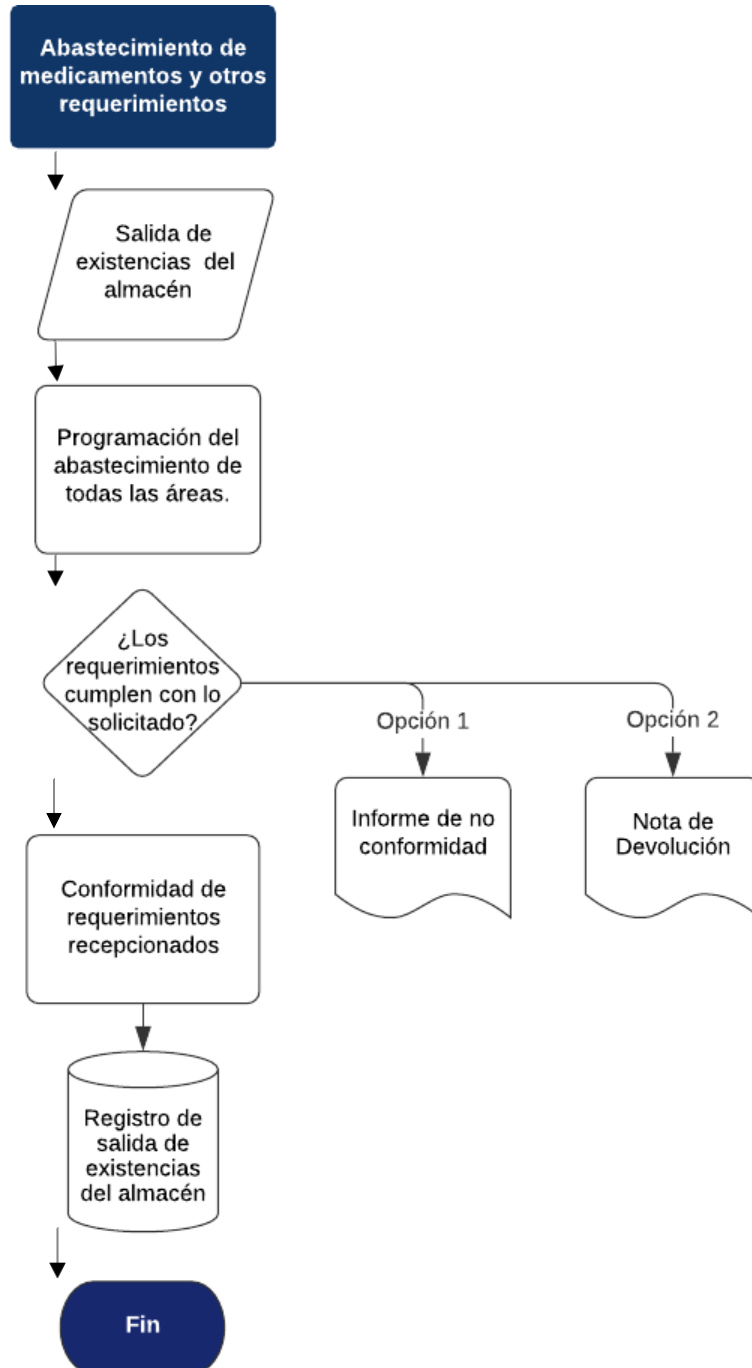 Abastecimiento de
medicamentos y otros
requerimientos
Salida de
existencias del
almacén
Programación del
abastecimiento de
todas las áreas.
¿Los
requerimientos
cumplen con lo
solicitado?
Opción 1
Opción 2
Informe de no
conformidad
Nota de
Devolución
Conformidad de
requerimientos
recepcionados
Registro de
salida de
existencias
del almacén
Fin